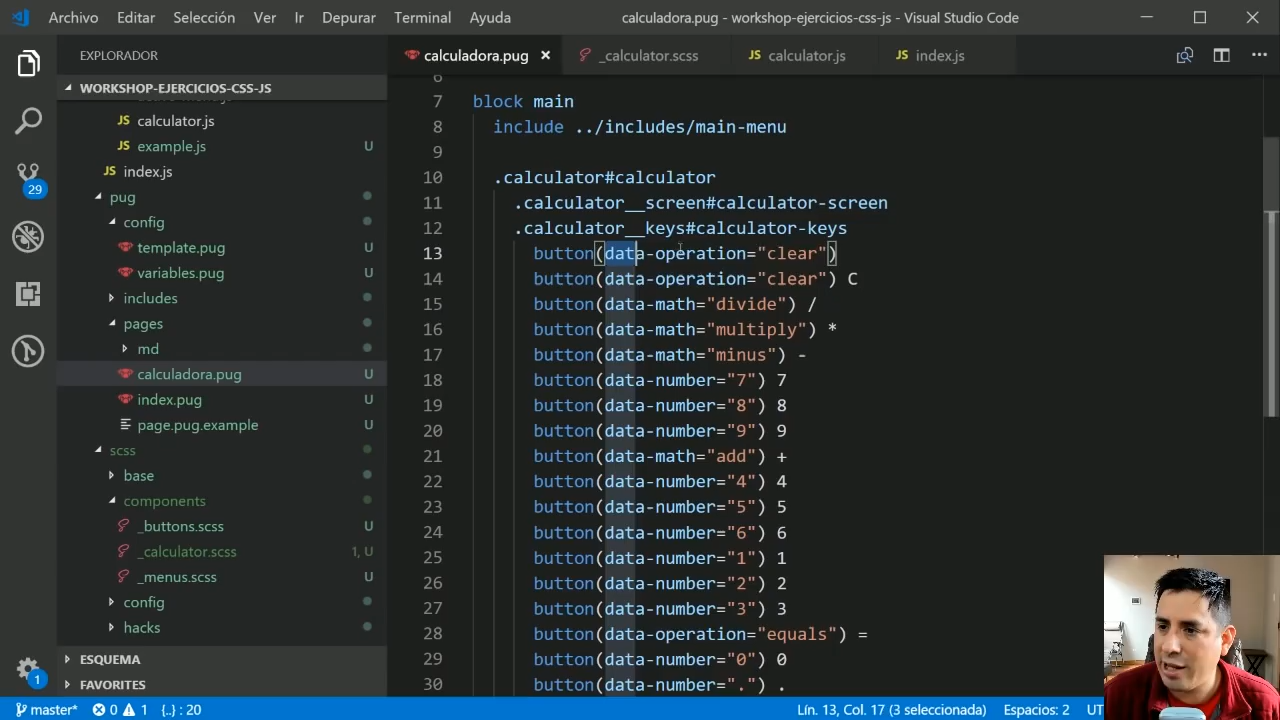 Archivo Editar Selección Ver Ir Depurar Terminal Ayuda calculadora.pug - workshop-ejercicios-css-js - Visual Studio Code
EXPLORADOR
calculadora.pug
_calculator.scss
JS calculator.js
JS index.js
WORKSHOP-EJERCICIOS-CSS-JS
JS calculator.js
JS example.js U
JS index.js
pug
config
template.pug U
variables.pug U
includes
pages
md
calculadora.pug U
index.pug U
page.pug.example U
scss
base
components
_buttons.scss U
_calculator.scss 1, U
_menus.scss U
config
hacks
ESQUEMA
FAVORITES
29
1
6
7 block main
8 include ../includes/main-menu
9
10 .calculator#calculator
11 .calculator__screen#calculator-screen
12 .calculator__keys#calculator-keys
13 button(data-operation="clear")
14 button(data-operation="clear") C
15 button(data-math="divide") /
16 button(data-math="multiply") *
17 button(data-math="minus") -
18 button(data-number="7") 7
19 button(data-number="8") 8
20 button(data-number="9") 9
21 button(data-math="add") +
22 button(data-number="4") 4
23 button(data-number="5") 5
24 button(data-number="6") 6
25 button(data-number="1") 1
26 button(data-number="2") 2
27 button(data-number="3") 3
28 button(data-operation="equals") =
29 button(data-number="0") 0
30 button(data-number=".") .
master* 0 1 {..} : 20 Lín. 13, Col. 17 (3 seleccionada) Espacios: 2 UT